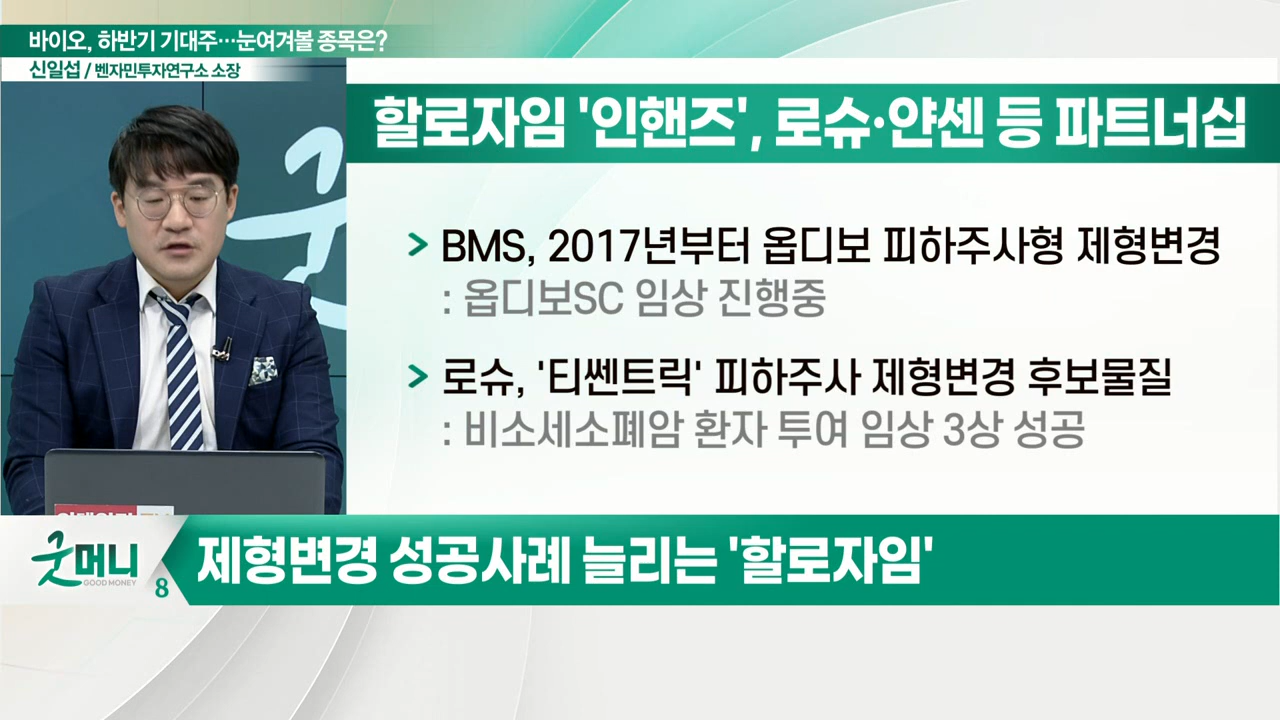 바이오, 하반기 기대주…눈여겨볼 종목은?
신일섭 / 벤자민투자연구소 소장
할로자임 '인핸즈', 로슈·얀센 등 파트너십
> BMS, 2017년부터 옵디보 피하주사형 제형변경
: 옵디보SC 임상 진행중
> 로슈, '티쎈트릭' 피하주사 제형변경 후보물질
: 비소세소폐암 환자 투여 임상 3상 성공
굿머니
GOOD MONEY
8
제형변경 성공사례 늘리는 '할로자임'